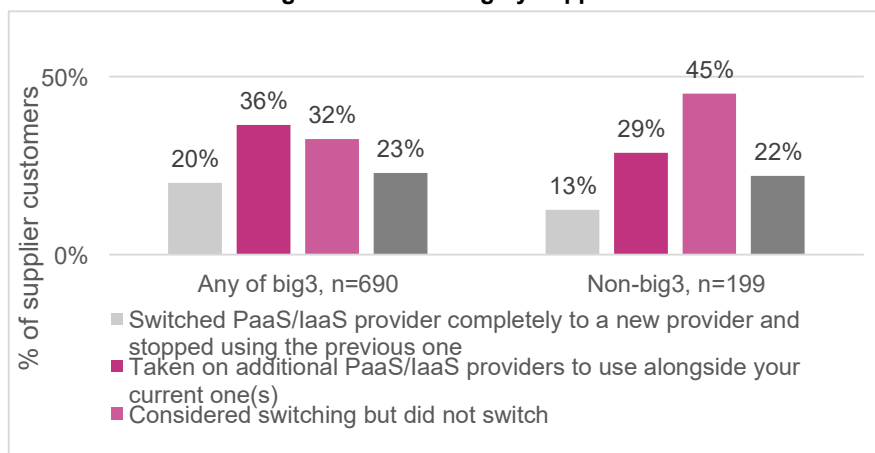 50%
0%
% of supplier customers
20%
36%
32%
23%
13%
29%
45%
22%
Any of big3, n=690
Non-big3, n=199
Switched PaaS/IaaS provider completely to a new provider and
stopped using the previous one
Taken on additional PaaS/IaaS providers to use alongside your
current one(s)
Considered switching but did not switch